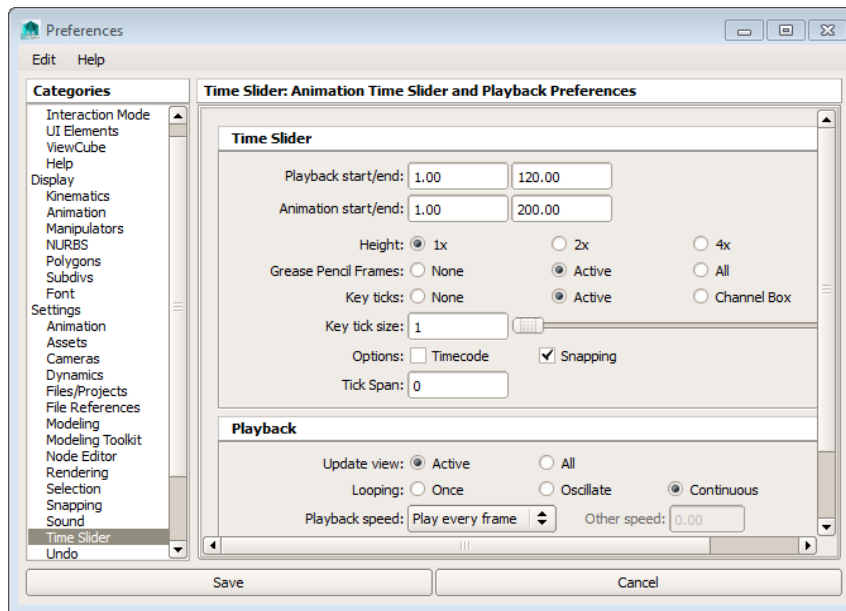 Preferences
Edit Help
Categories
Interaction Mode
UI Elements
ViewCube
Help
Display
Kinematics
Animation
Manipulators
NURBS
Polygons
Subdivs
Font
Settings
Animation
Assets
Cameras
Dynamics
Files/Projects
File References
Modeling
Modeling Toolkit
Node Editor
Rendering
Selection
Snapping
Sound
Time Slider
Undo
Time Slider: Animation Time Slider and Playback Preferences
Time Slider
Playback start/end: 1.00 120.00
Animation start/end: 1.00 200.00
Height: 1x 2x 4x
Grease Pencil Frames: None Active All
Key ticks: None Active Channel Box
Key tick size: 1
Options: Timecode Snapping
Tick Span: 0
Playback
Update view: Active All
Looping: Once Oscillate Continuous
Playback speed: Play every frame Other speed: 0.00
Save Cancel